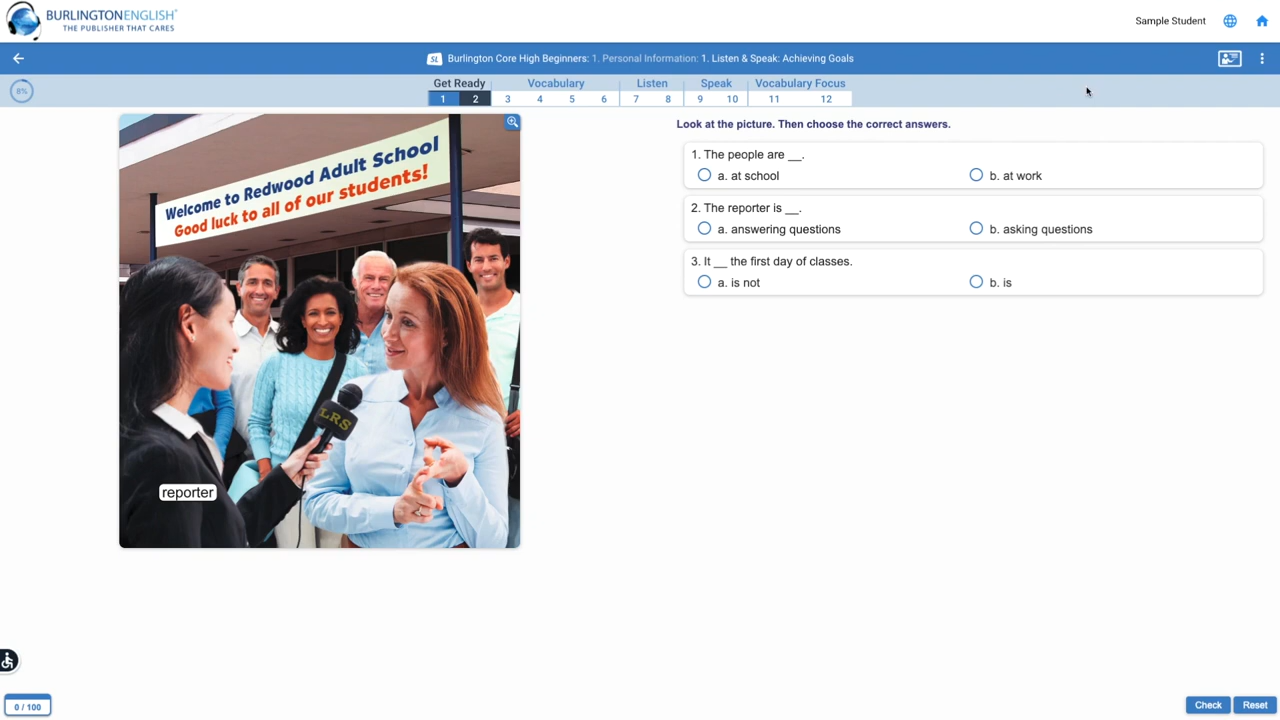 BURLINGTONENGLISH®
THE PUBLISHER THAT CARES
Sample Student
SL Burlington Core High Beginners: 1. Personal Information: 1. Listen & Speak: Achieving Goals
8%
Get Ready Vocabulary Listen Speak Vocabulary Focus
1 2 3 4 5 6 7 8 9 10 11 12
Welcome to Redwood Adult School
Good luck to all of our students!
LRS
reporter
Look at the picture. Then choose the correct answers.
1. The people are __.
a. at school b. at work
2. The reporter is __.
a. answering questions b. asking questions
3. It __ the first day of classes.
a. is not b. is
0 / 100
Check Reset